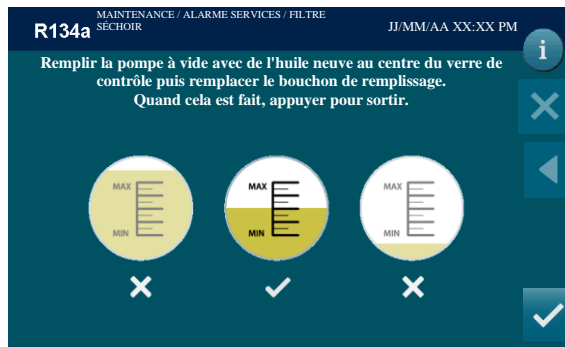 R134a
MAINTENANCE / ALARME SERVICES / FILTRE
SÉCHOIR
JJ/MM/AA XX:XX PM
i
Remplir la pompe à vide avec de l'huile neuve au centre du verre de
contrôle puis remplacer le bouchon de remplissage.
Quand cela est fait, appuyer pour sortir.
MAX MAX MAX
MIN MIN MIN